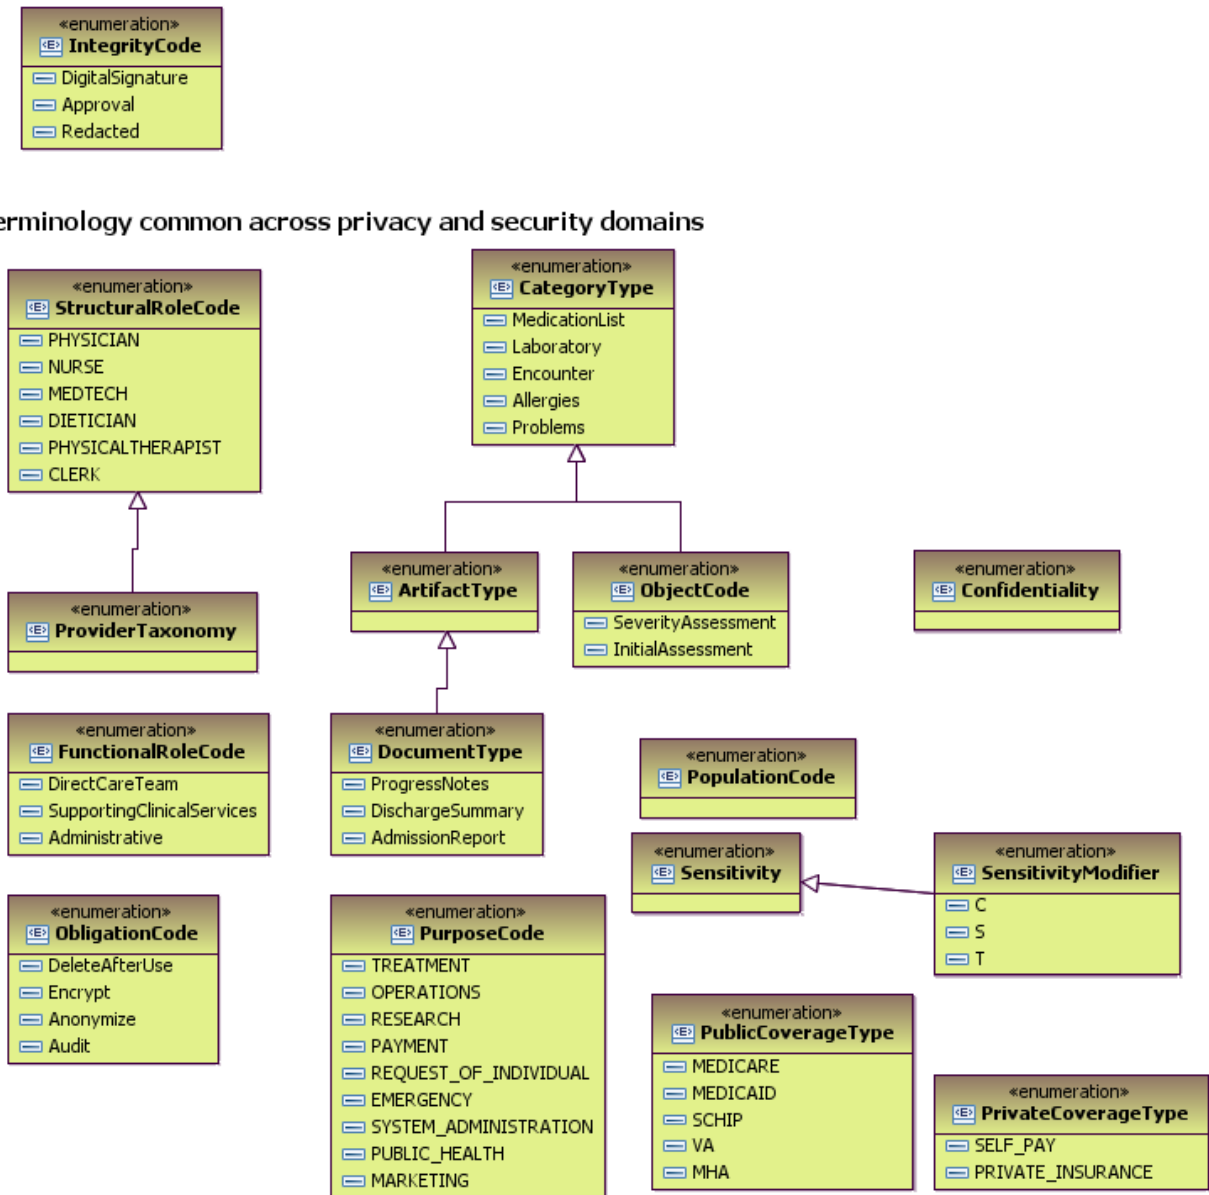 «enumeration»
IntegrityCode
DigitalSignature
Approval
Redacted
erminology common across privacy and security domains
«enumeration»
StructuralRoleCode
PHYSICIAN
NURSE
MEDTECH
DIETICIAN
PHYSICALTHERAPIST
CLERK
«enumeration»
CategoryType
MedicationList
Laboratory
Encounter
Allergies
Problems
«enumeration»
ProviderTaxonomy
«enumeration»
ArtifactType
«enumeration»
ObjectCode
SeverityAssessment
InitialAssessment
«enumeration»
Confidentiality
«enumeration»
FunctionalRoleCode
DirectCareTeam
SupportingClinicalServices
Administrative
«enumeration»
DocumentType
ProgressNotes
DischargeSummary
AdmissionReport
«enumeration»
PopulationCode
«enumeration»
Sensitivity
«enumeration»
SensitivityModifier
C
S
T
«enumeration»
ObligationCode
DeleteAfterUse
Encrypt
Anonymize
Audit
«enumeration»
PurposeCode
TREATMENT
OPERATIONS
RESEARCH
PAYMENT
REQUEST_OF_INDIVIDUAL
EMERGENCY
SYSTEM_ADMINISTRATION
PUBLIC_HEALTH
MARKETING
«enumeration»
PublicCoverageType
MEDICARE
MEDICAID
SCHIP
VA
MHA
«enumeration»
PrivateCoverageType
SELF_PAY
PRIVATE_INSURANCE